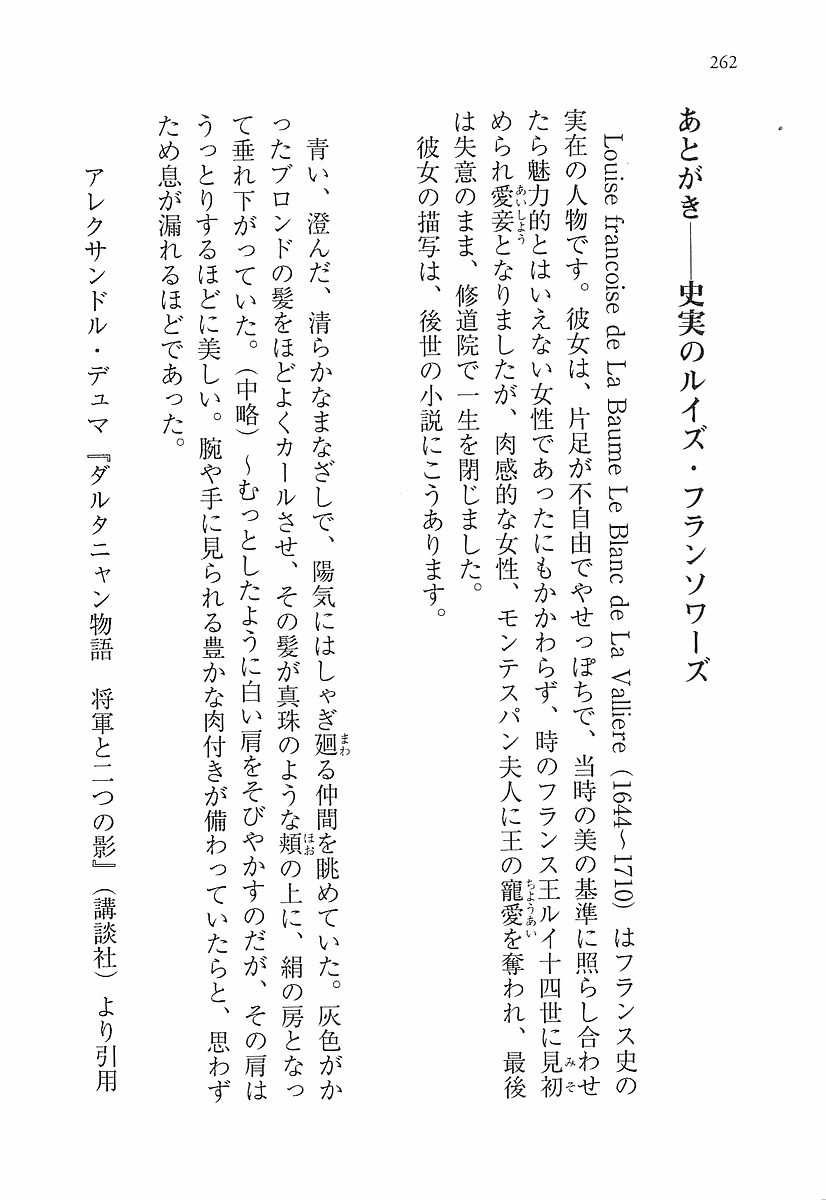 262
あとがき――史実のルイズ・フランソワーズ
Louise francoise de La Baume Le Blanc de La Valliere（1644～1710）はフランス史の
実在の人物です。彼女は、片足が不自由でやせっぽちで、当時の美の基準に照らし合わせ
たら魅力的とはいえない女性であったにもかかわらず、時のフランス王ルイ十四世に見初
められ愛妾となりましたが、肉感的な女性、モンテスパン夫人に王の寵愛を奪われ、最後
は失意のまま、修道院で一生を閉じました。
彼女の描写は、後世の小説にこうあります。
青い、澄んだ、清らかなまなざしで、陽気にはしゃぎ廻る仲間を眺めていた。灰色がか
ったブロンドの髪をほどよくカールさせ、その髪が真珠のような頬の上に、絹の房となっ
て垂れ下がっていた。（中略）～むっとしたように白い肩をそびやかすのだが、その肩は
うっとりするほどに美しい。腕や手に見られる豊かな肉付きが備わっていたらと、思わず
ため息が漏れるほどであった。
アレクサンドル・デュマ『ダルタニャン物語　将軍と二つの影』（講談社）より引用